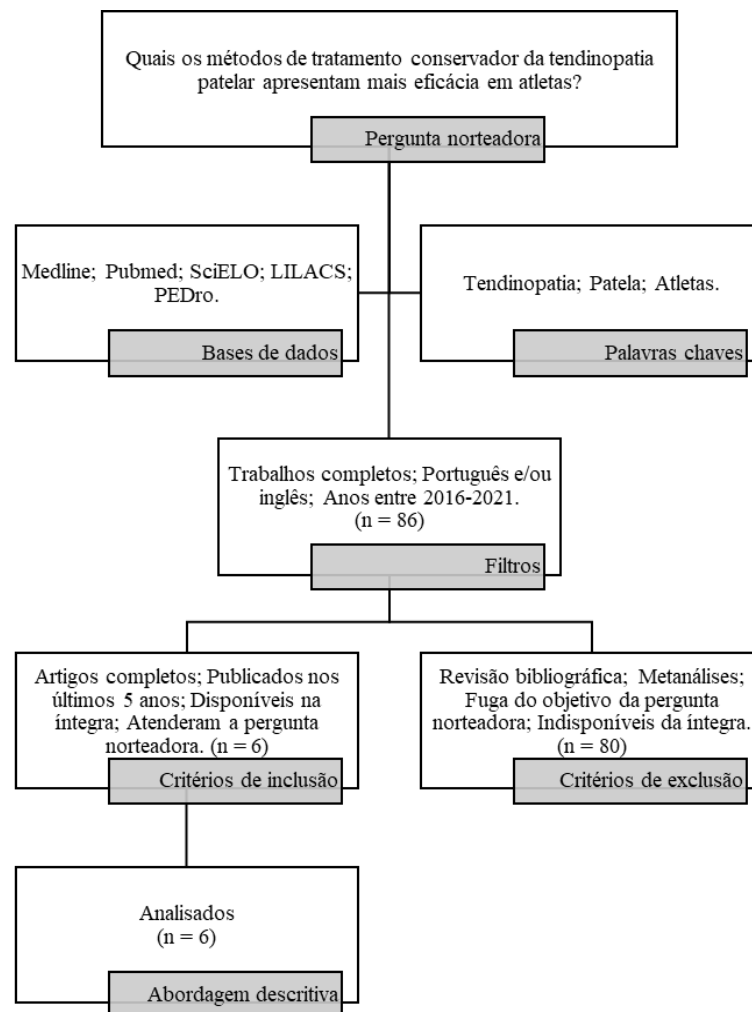 Quais os métodos de tratamento conservador da tendinopatia
patelar apresentam mais eficácia em atletas?
Pergunta norteadora
Medline; Pubmed; SciELO; LILACS;
PEDro.
Bases de dados
Tendinopatia; Patela; Atletas.
Palavras chaves
Trabalhos completos; Português e/ou
inglês; Anos entre 2016-2021.
(n = 86)
Filtros
Artigos completos; Publicados nos
últimos 5 anos; Disponíveis na
íntegra; Atenderam a pergunta
norteadora. (n = 6)
Critérios de inclusão
Revisão bibliográfica; Metanálises;
Fuga do objetivo da pergunta
norteadora; Indisponíveis da íntegra.
(n = 80)
Critérios de exclusão
Analisados
(n = 6)
Abordagem descritiva